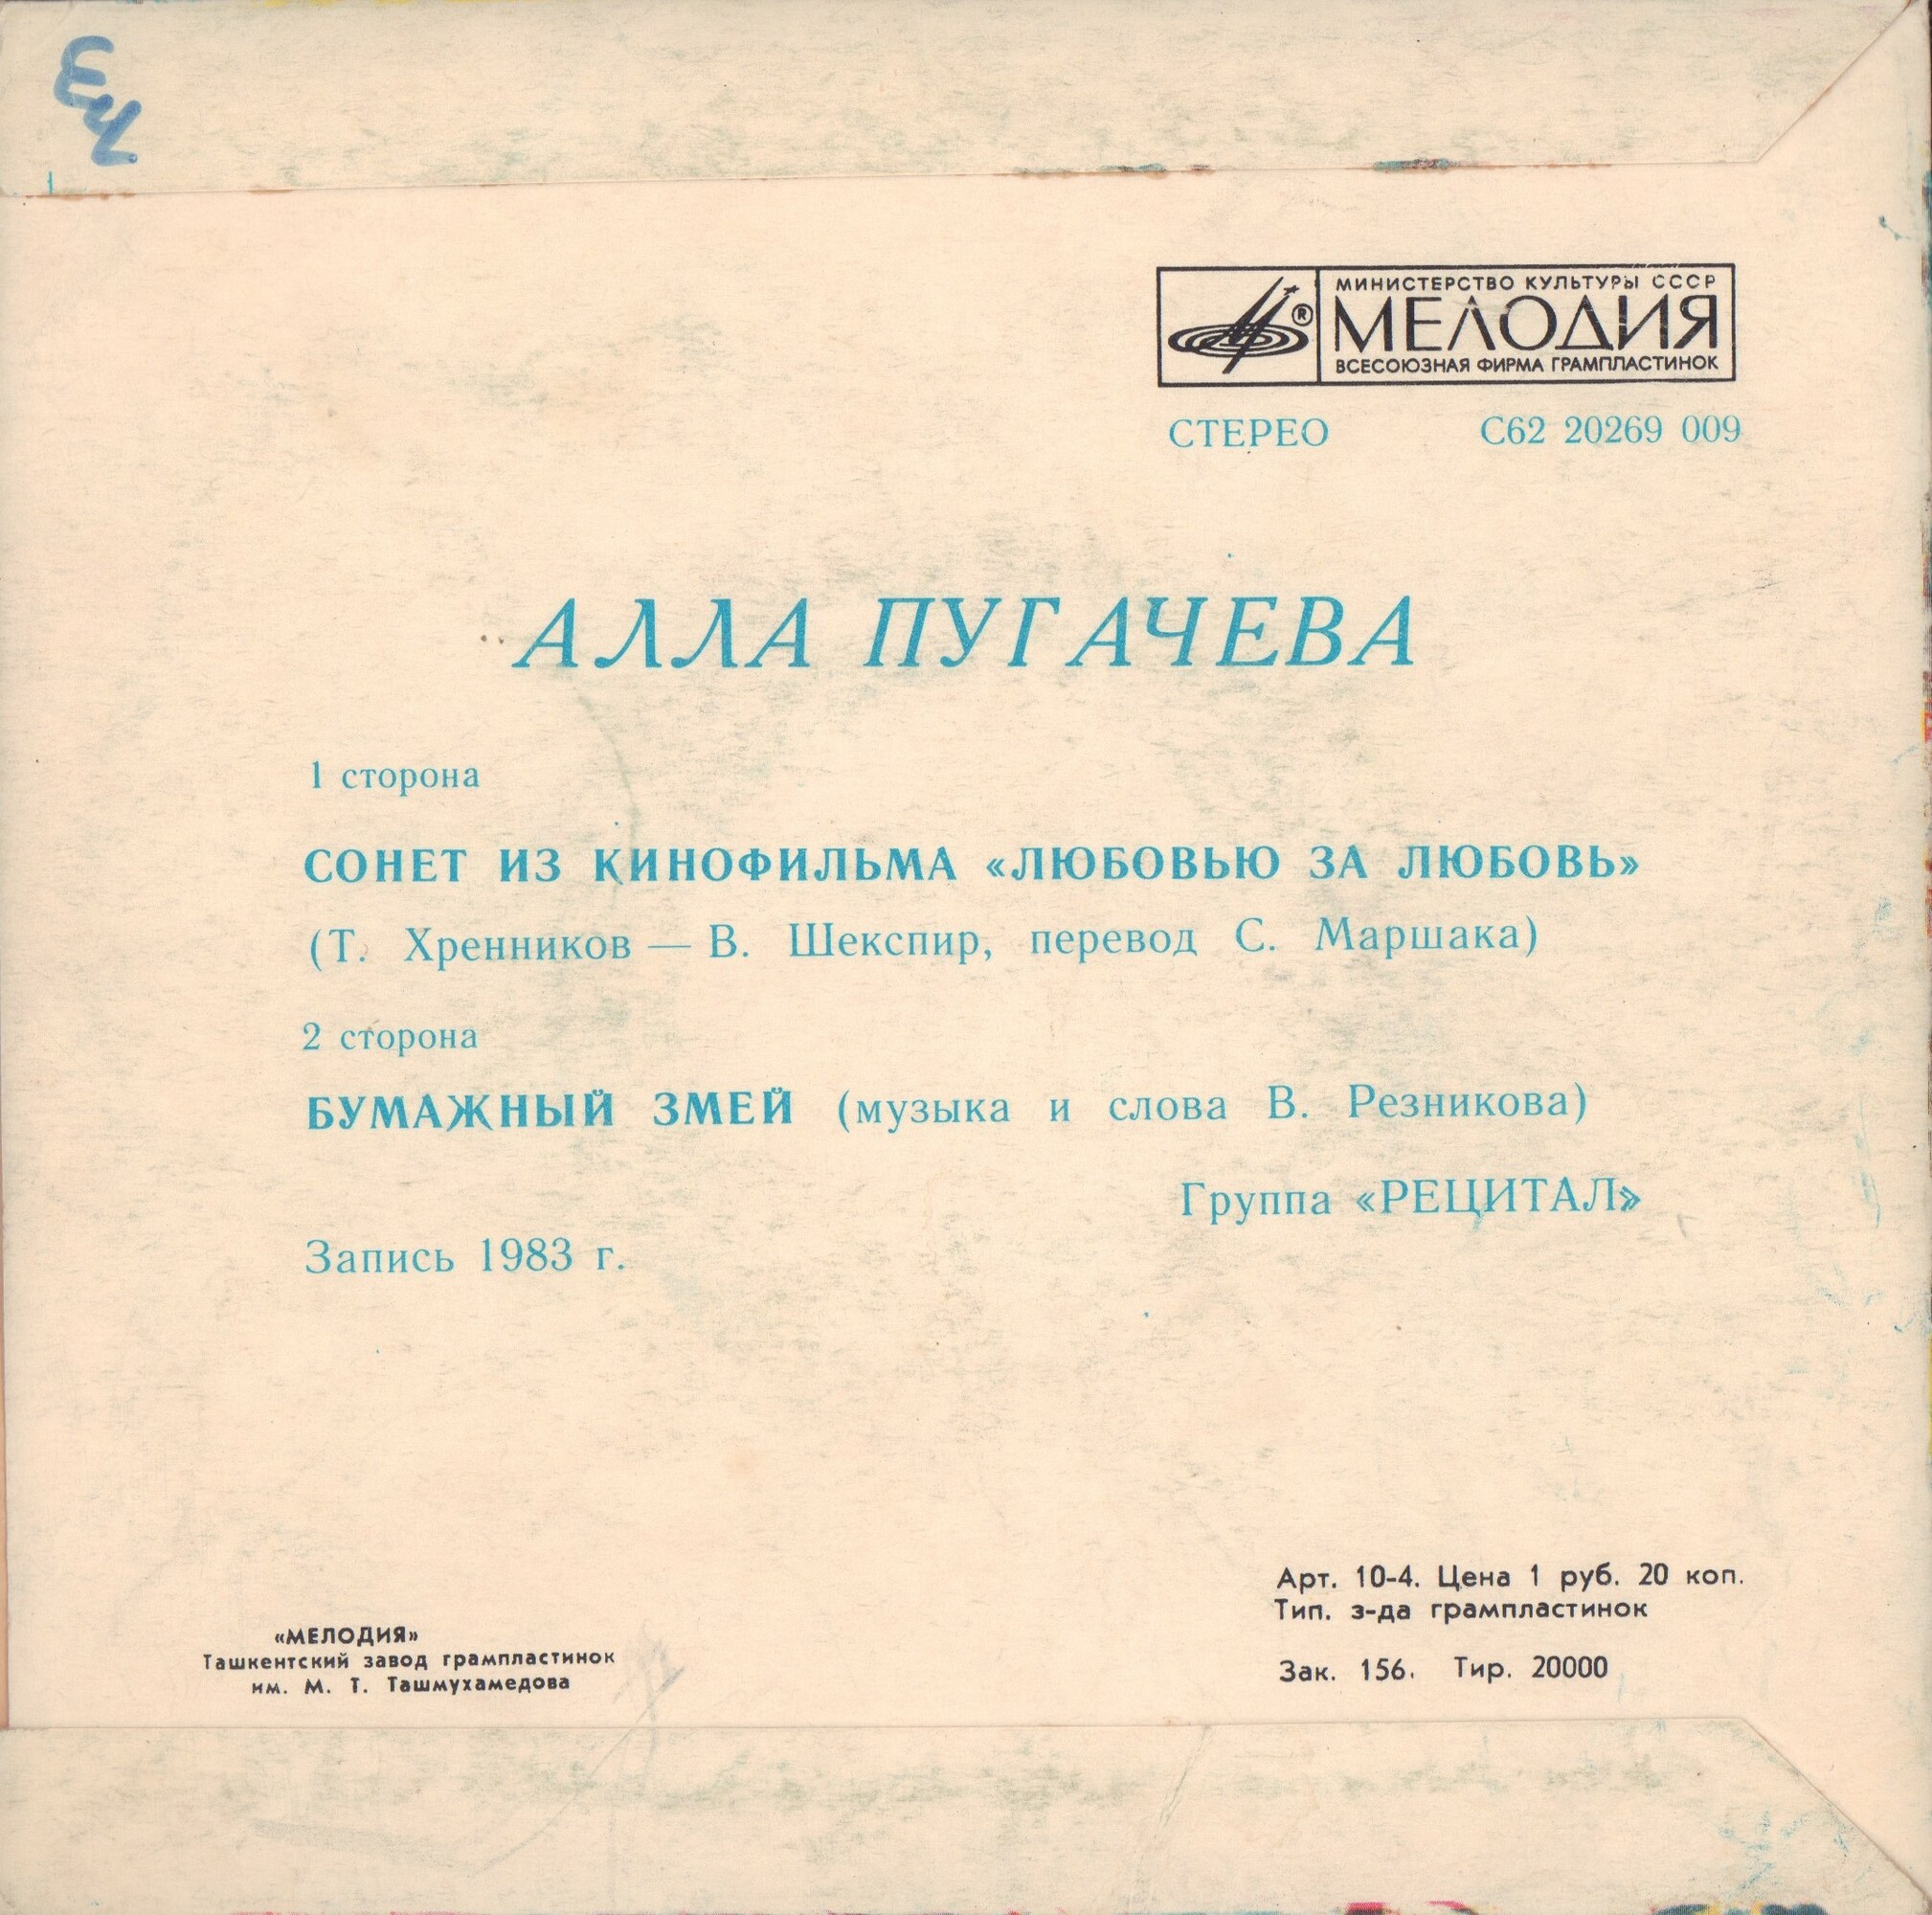 МИНИСТЕРСТВО КУЛЬТУРЫ СССР
МЕЛОДИЯ
ВСЕСОЮЗНАЯ ФИРМА ГРАМПЛАСТИНОК
СТЕРЕО С62 20269 009
АЛЛА ПУГАЧЕВА
1 сторона
СОНЕТ ИЗ КИНОФИЛЬМА «ЛЮБОВЬЮ ЗА ЛЮБОВЬ»
(Т. Хренников — В. Шекспир, перевод С. Маршака)
2 сторона
БУМАЖНЫЙ ЗМЕЙ (музыка и слова В. Резникова)
Группа «РЕЦИТАЛ»
Запись 1983 г.
«МЕЛОДИЯ»
Ташкентский завод грампластинок
им. М. Т. Ташмухамедова
Арт. 10-4. Цена 1 руб. 20 коп.
Тип. з-да грампластинок
Зак. 156. Тир. 20000